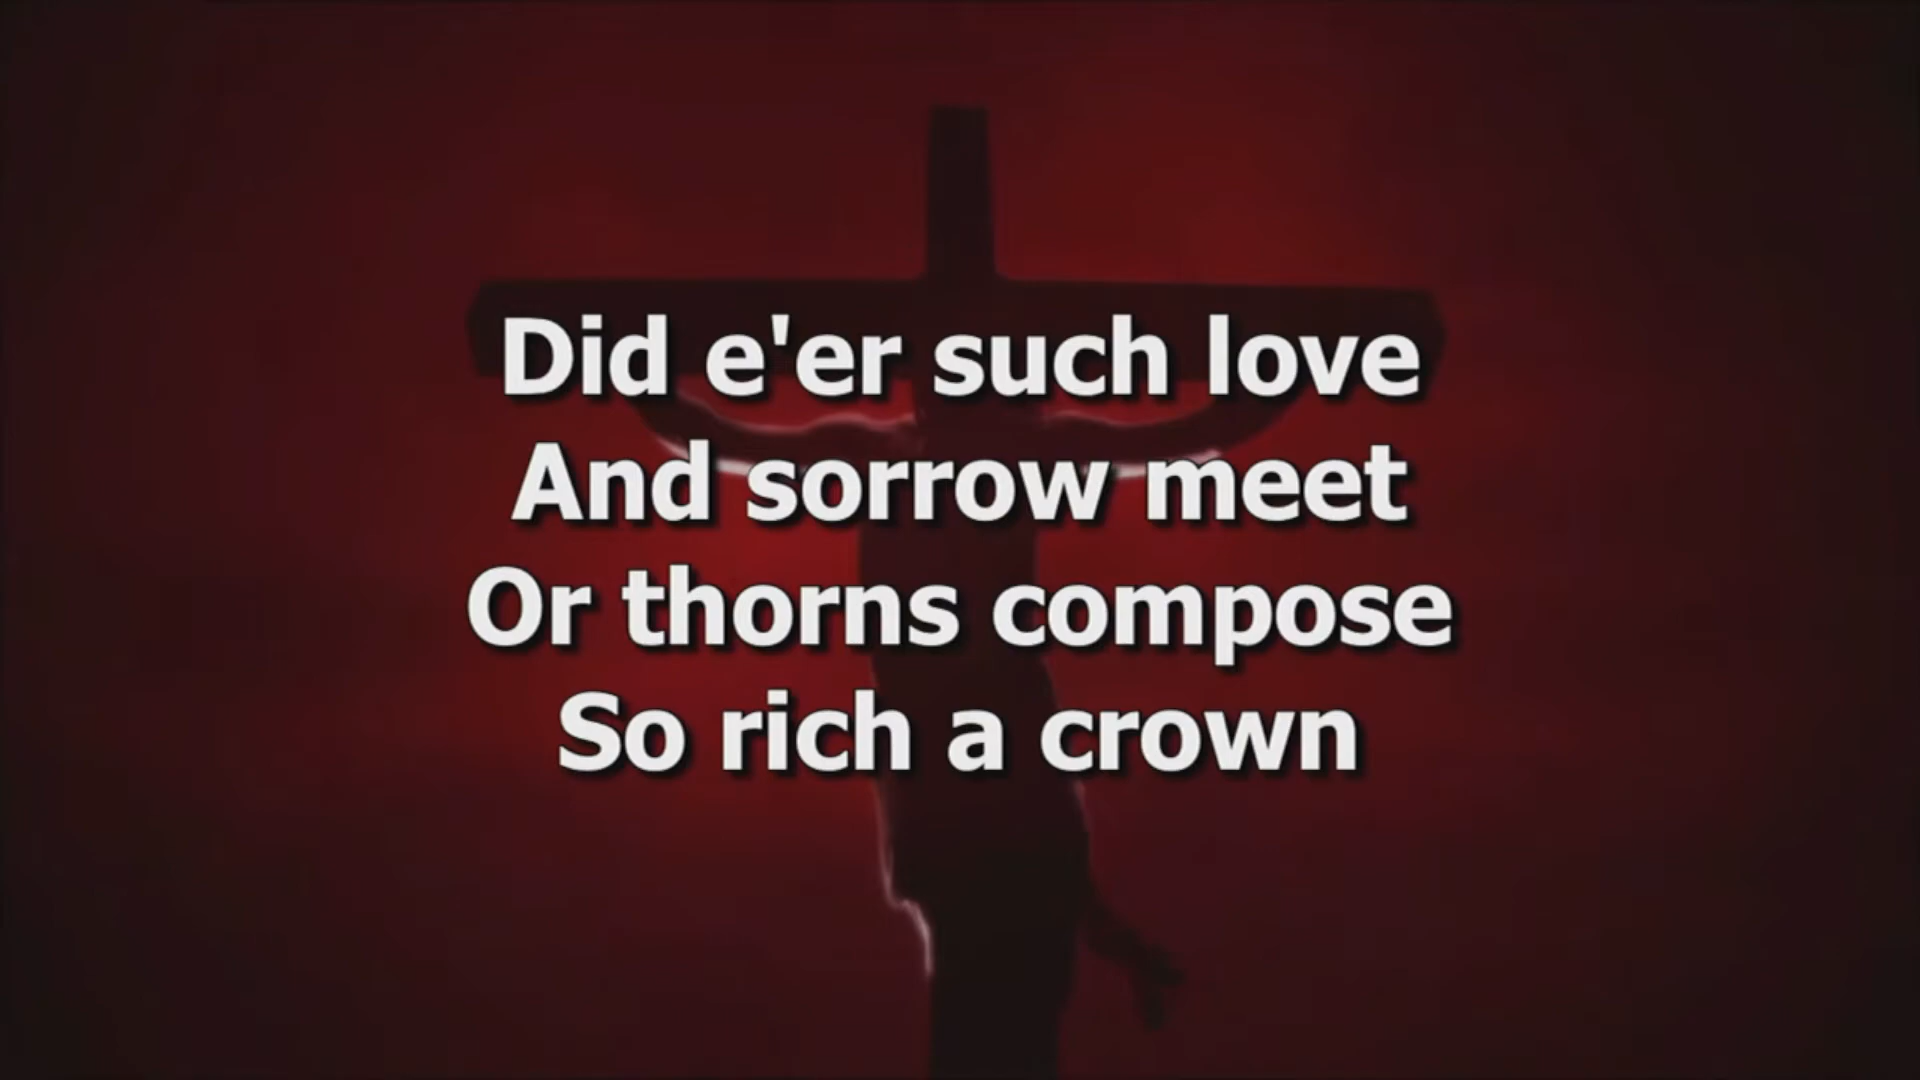 Did e'er such love
And sorrow meet
Or thorns compose
So rich a crown